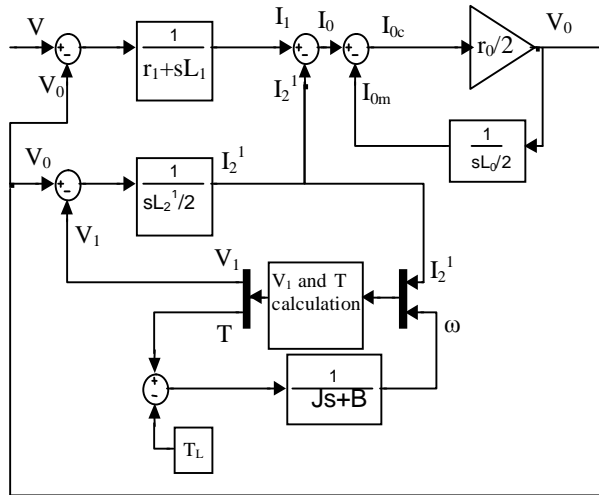 V
V₀
+
-
1
r₁+sL₁
I₁
+
-
I₀
+
-
I₀c
r₀/2
V₀
I₂¹
I₀m
1
sL₀/2
V₀
+
-
1
sL₂¹/2
I₂¹
V₁
V₁
V₁ and T
calculation
I₂¹
T
ω
+
-
1
Js+B
T_L